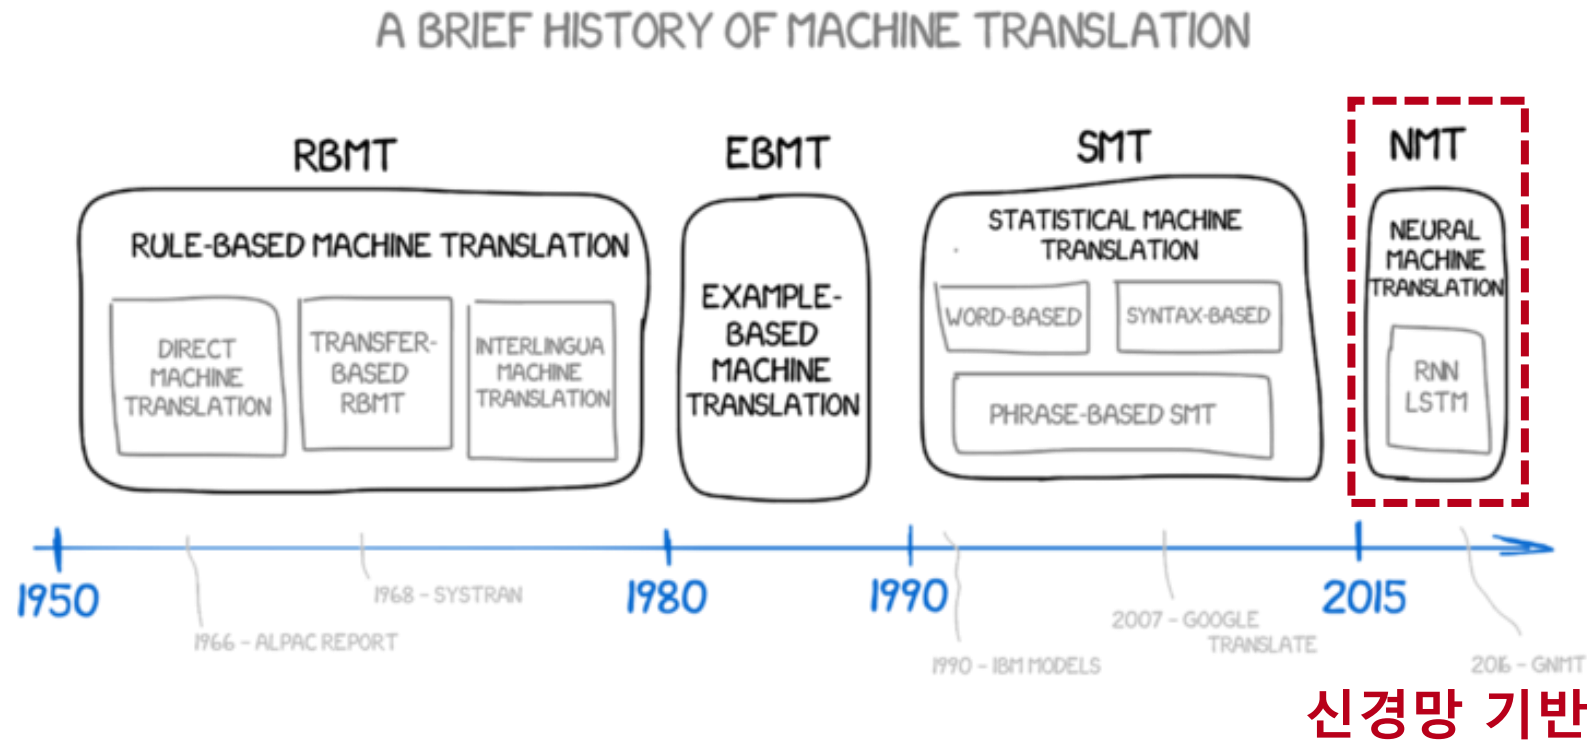 A BRIEF HISTORY OF MACHINE TRANSLATION
RBMT
RULE-BASED MACHINE TRANSLATION
DIRECT
MACHINE
TRANSLATION
TRANSFER-
BASED
RBMT
INTERLINGUA
MACHINE
TRANSLATION
EBMT
EXAMPLE-
BASED
MACHINE
TRANSLATION
SMT
STATISTICAL MACHINE
TRANSLATION
WORD-BASED
SYNTAX-BASED
PHRASE-BASED SMT
NMT
NEURAL
MACHINE
TRANSLATION
RNN
LSTM
1950
1980
1990
2015
1966 - ALPAC REPORT
1968 - SYSTRAN
1990 - IBM MODELS
2007 - GOOGLE
TRANSLATE
2016 - GNMT
신경망 기반